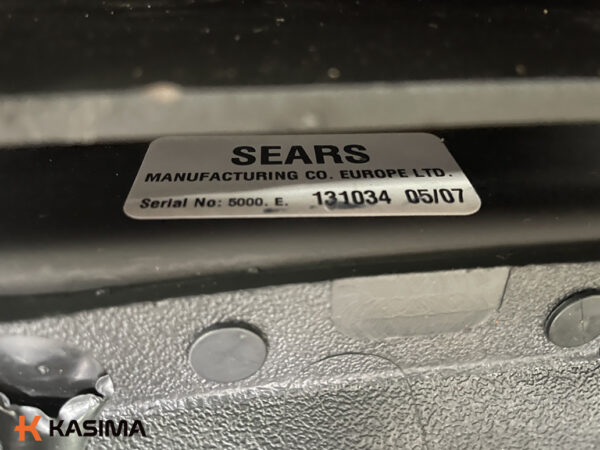 SEARS
MANUFACTURING CO. EUROPE LTD.
Serial No: 5000. E. 131034 05/07
KASIMA